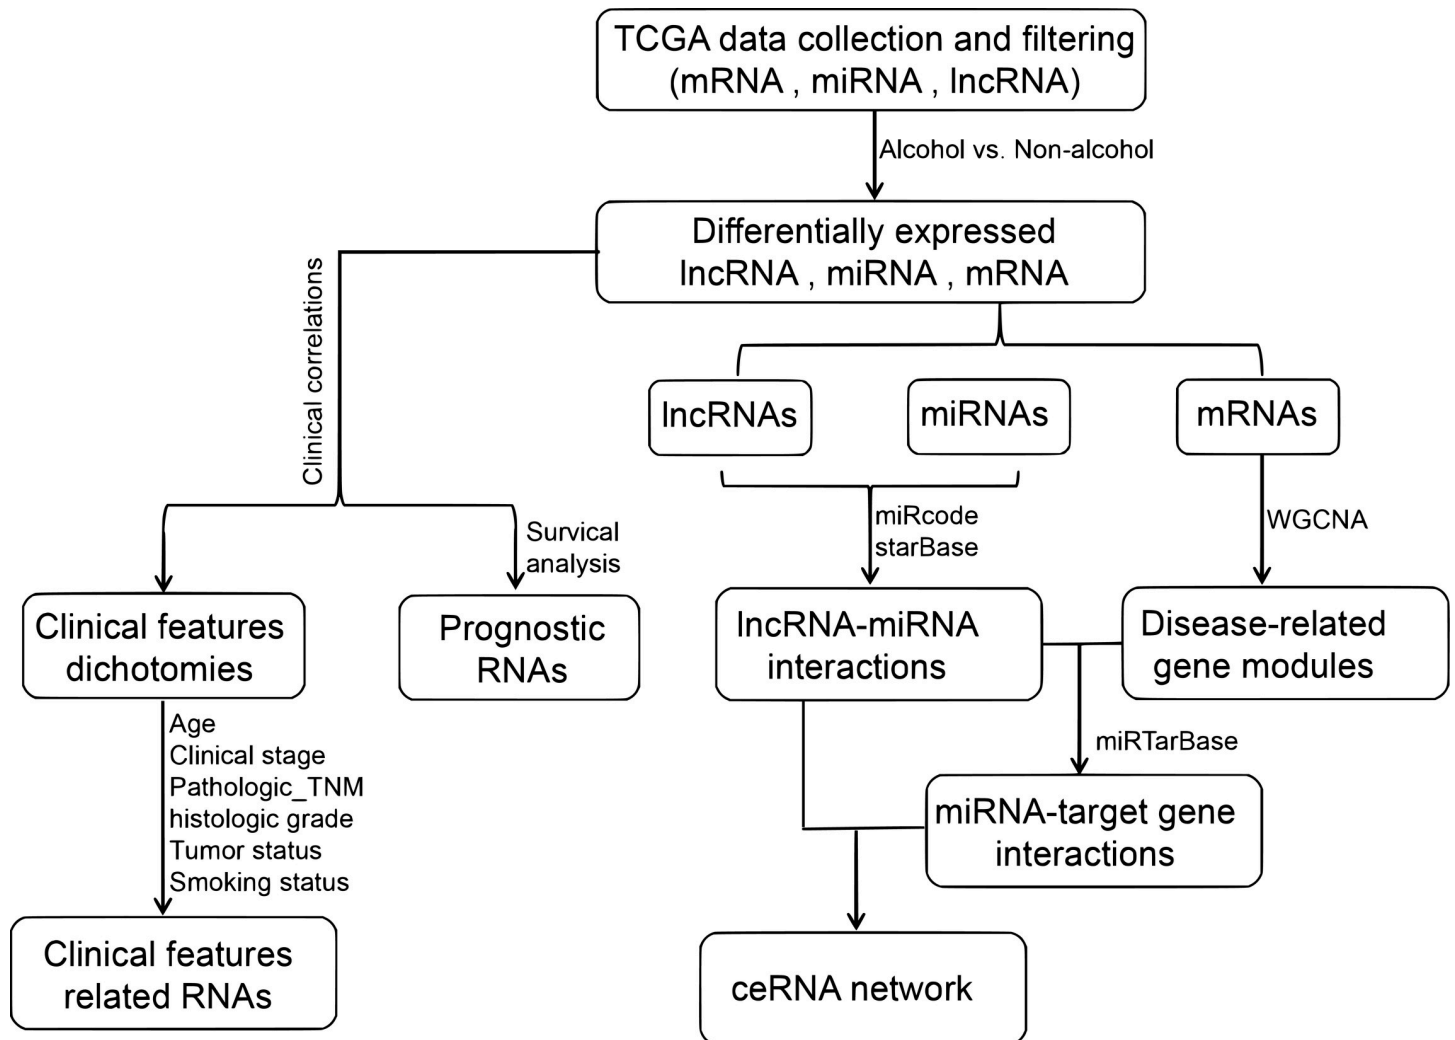 TCGA data collection and filtering
(mRNA , miRNA , lncRNA)
Alcohol vs. Non-alcohol
Differentially expressed
lncRNA , miRNA , mRNA
Clinical correlations
lncRNAs
miRNAs
mRNAs
Survical
analysis
miRcode
starBase
WGCNA
Clinical features
dichotomies
Prognostic
RNAs
lncRNA-miRNA
interactions
Disease-related
gene modules
Age
Clinical stage
Pathologic_TNM
histologic grade
Tumor status
Smoking status
miRTarBase
miRNA-target gene
interactions
Clinical features
related RNAs
ceRNA network